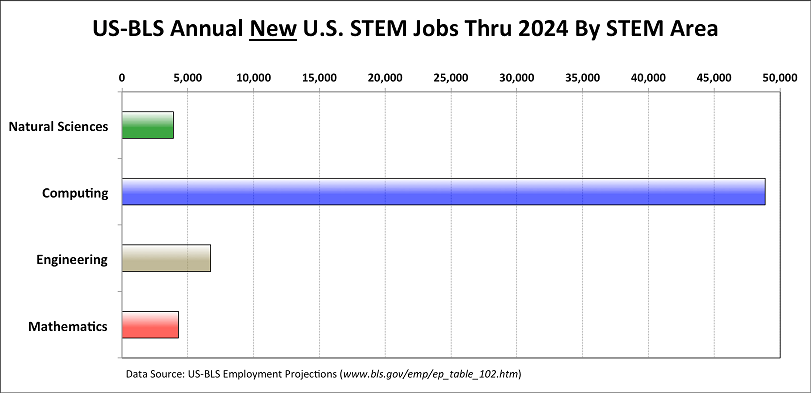 US-BLS Annual New U.S. STEM Jobs Thru 2024 By STEM Area
0 5,000 10,000 15,000 20,000 25,000 30,000 35,000 40,000 45,000 50,000
Natural Sciences
Computing
Engineering
Mathematics
Data Source: US-BLS Employment Projections (www.bls.gov/emp/ep_table_102.htm)